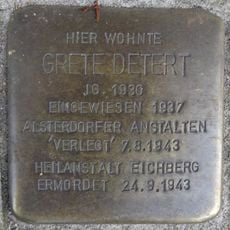 HIER WOHNTE
GRETE DETERT
JG. 1930
EINGEWIESEN 1937
ALSTERDORFER ANSTALTEN
'VERLEGT' 7.8.1943
HEILANSTALT EICHBERG
ERMORDET 24.9.1943